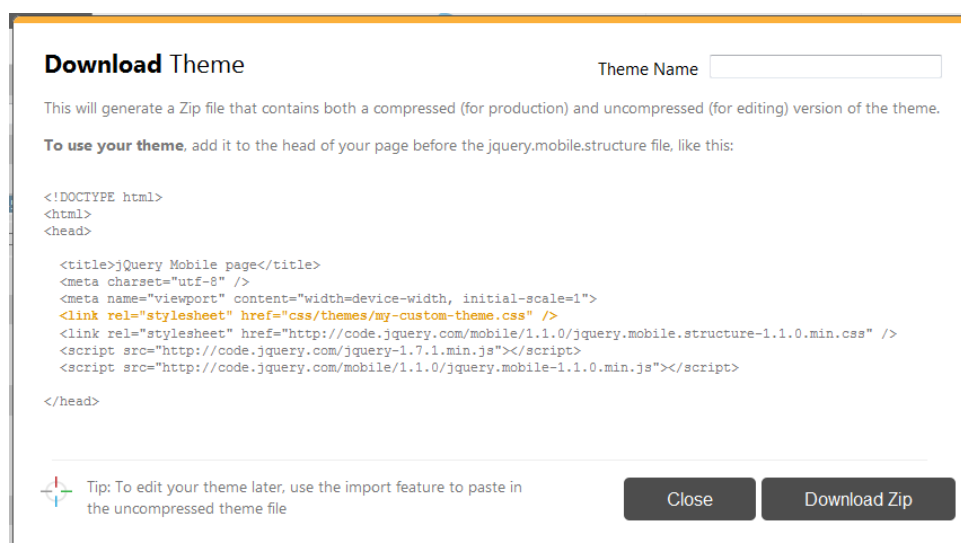 Download Theme
Theme Name
This will generate a Zip file that contains both a compressed (for production) and uncompressed (for editing) version of the theme.
To use your theme, add it to the head of your page before the jquery.mobile.structure file, like this:
<!DOCTYPE html>
<html>
<head>
<title>jQuery Mobile page</title>
<meta charset="utf-8" />
<meta name="viewport" content="width=device-width, initial-scale=1">
<link rel="stylesheet" href="css/themes/my-custom-theme.css" />
<link rel="stylesheet" href="http://code.jquery.com/mobile/1.1.0/jquery.mobile.structure-1.1.0.min.css" />
<script src="http://code.jquery.com/jquery-1.7.1.min.js"></script>
<script src="http://code.jquery.com/mobile/1.1.0/jquery.mobile-1.1.0.min.js"></script>
</head>
Tip: To edit your theme later, use the import feature to paste in
the uncompressed theme file
Close
Download Zip